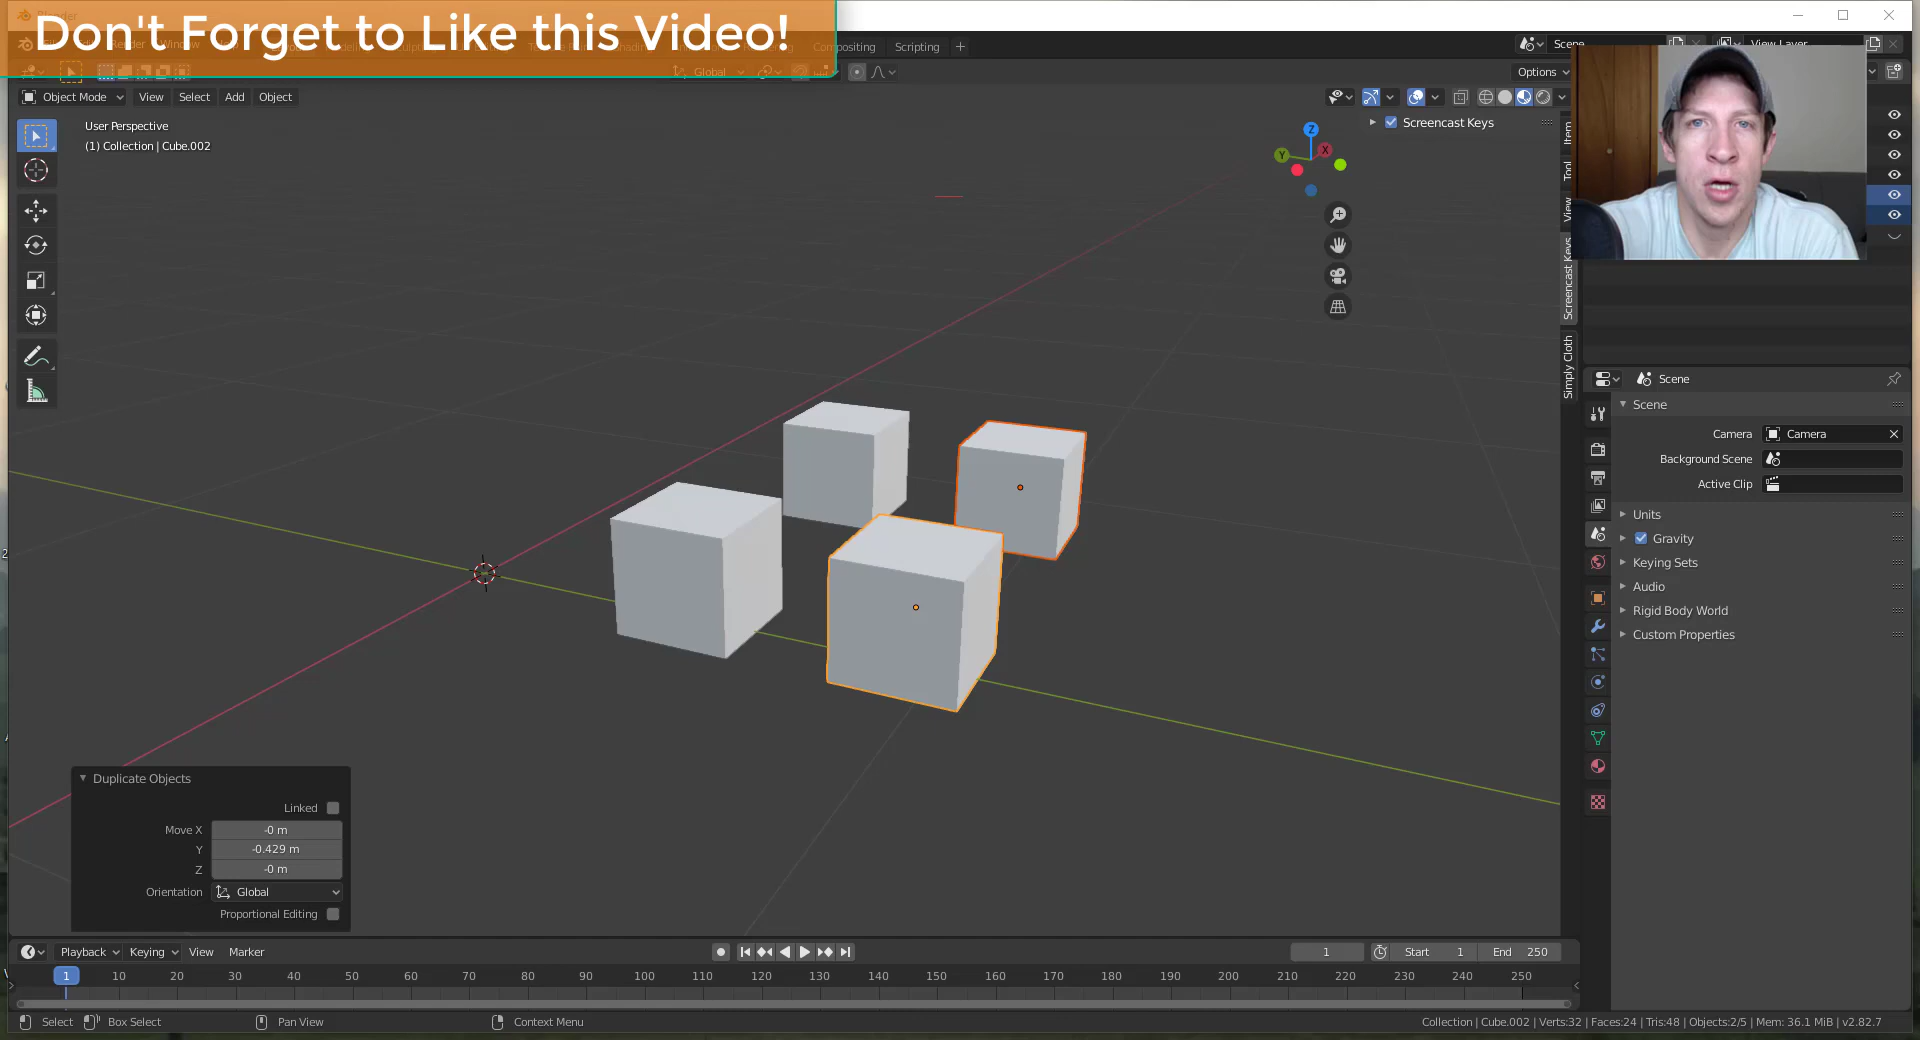 Don't Forget to Like this Video!
Compositing
Scripting
+
Scene
View Layer
Global
Options
Object Mode
View
Select
Add
Object
User Perspective
(1) Collection | Cube.002
Z
Y
X
Screencast Keys
Item
Tool
View
Screencast Keys
Simply Cloth
Scene
Scene
Camera
Camera
Background Scene
Active Clip
Units
Gravity
Keying Sets
Audio
Rigid Body World
Custom Properties
Duplicate Objects
Linked
Move X
-0 m
Y
-0.429 m
Z
-0 m
Orientation
Global
Proportional Editing
Playback
Keying
View
Marker
1
Start 1
End 250
1 10 20 30 40 50 60 70 80 90 100 110 120 130 140 150 160 170 180 190 200 210 220 230 240 250
Select
Box Select
Pan View
Context Menu
Collection | Cube.002 | Verts:32 | Faces:24 | Tris:48 | Objects:2/5 | Mem: 36.1 MiB | v2.82.7